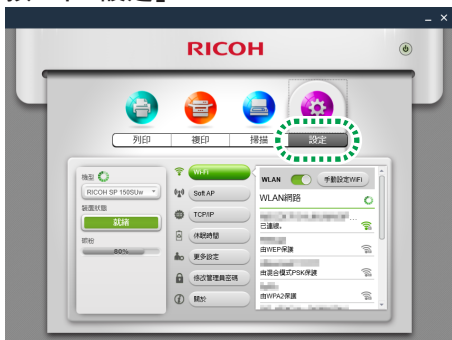 RICOH
列印
複印
掃描
設定
機型
RICOH SP 150SUw
裝置狀態
就緒
碳粉
80%
Wi-Fi
Soft AP
TCP/IP
休眠時間
更多設定
修改管理員密碼
關於
WLAN
手動設定WiFi
WLAN網路
...
已連線。
由WEP保護
由混合模式PSK保護
由WPA2保護